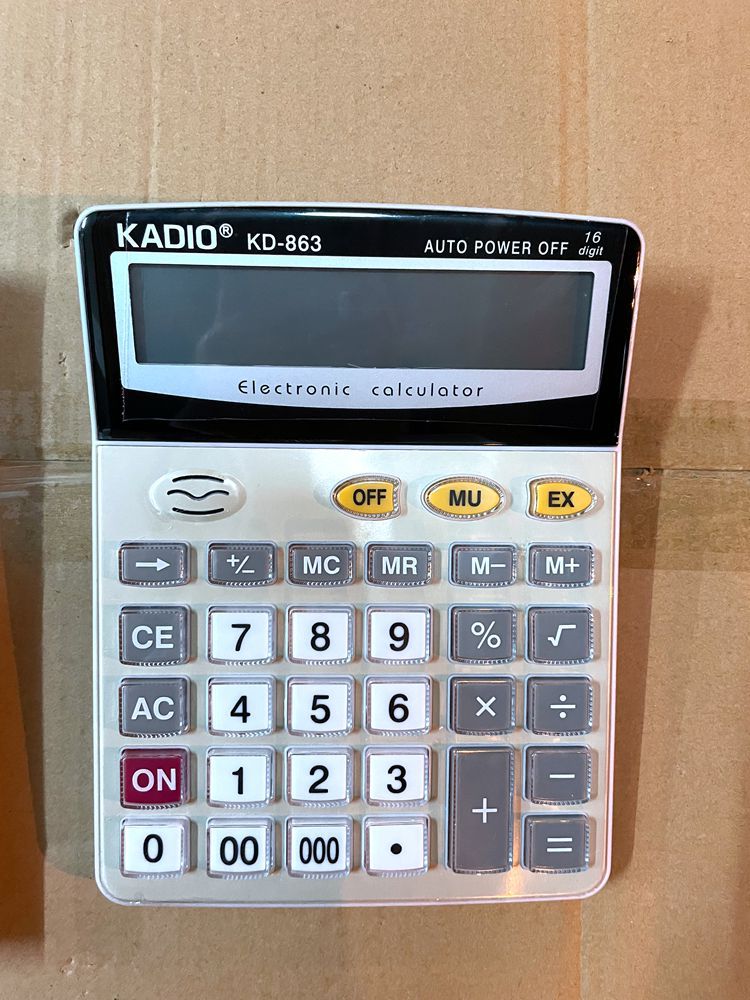 KADIO® KD-863 AUTO POWER OFF 16 digit
Electronic calculator
OFF MU EX
→ +/− MC MR M− M+
CE 7 8 9 % √
AC 4 5 6 × ÷
ON 1 2 3 + −
0 00 000 • =